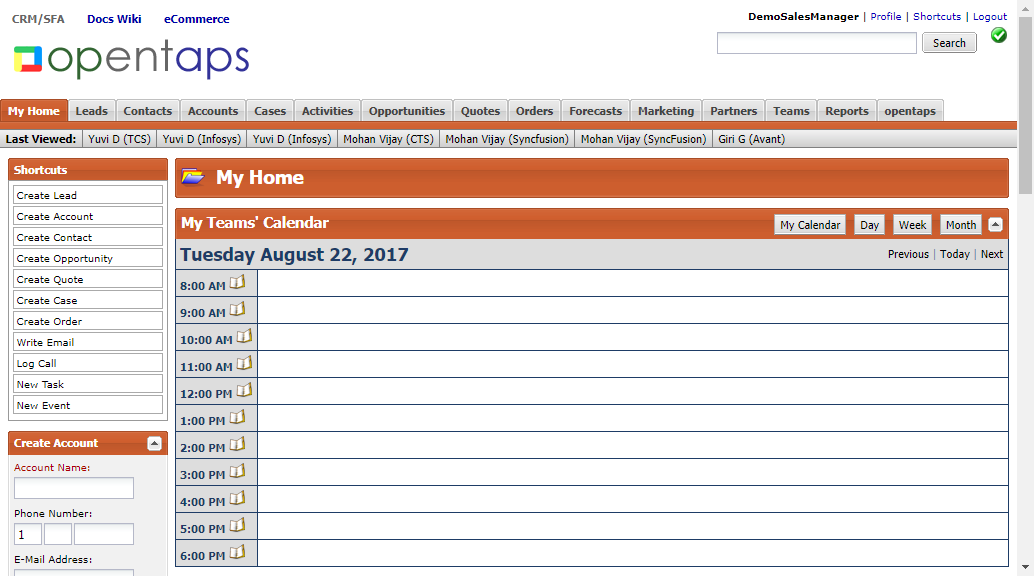 CRM/SFA Docs Wiki eCommerce
DemoSalesManager | Profile | Shortcuts | Logout
opentaps
Search
My Home Leads Contacts Accounts Cases Activities Opportunities Quotes Orders Forecasts Marketing Partners Teams Reports opentaps
Last Viewed: Yuvi D (TCS) Yuvi D (Infosys) Yuvi D (Infosys) Mohan Vijay (CTS) Mohan Vijay (Syncfusion) Mohan Vijay (SyncFusion) Giri G (Avant)
Shortcuts
Create Lead
Create Account
Create Contact
Create Opportunity
Create Quote
Create Case
Create Order
Write Email
Log Call
New Task
New Event
Create Account
Account Name:
Phone Number:
1
E-Mail Address:
My Home
My Teams' Calendar My Calendar Day Week Month
Tuesday August 22, 2017 Previous | Today | Next
8:00 AM
9:00 AM
10:00 AM
11:00 AM
12:00 PM
1:00 PM
2:00 PM
3:00 PM
4:00 PM
5:00 PM
6:00 PM